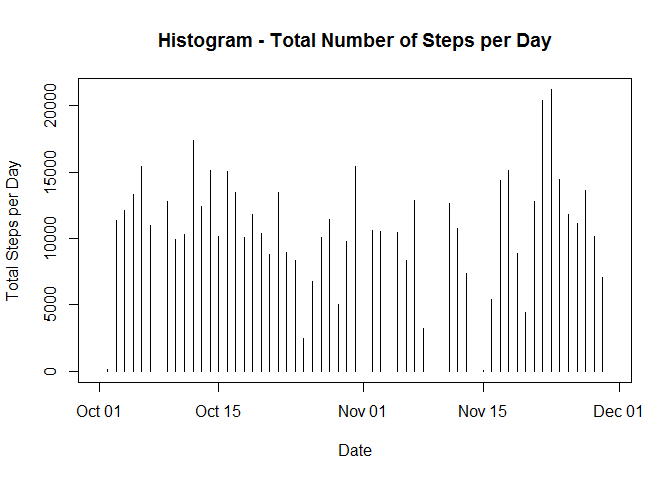 Histogram - Total Number of Steps per Day
Total Steps per Day
20000
15000
10000
5000
0
Oct 01
Oct 15
Nov 01
Nov 15
Dec 01
Date